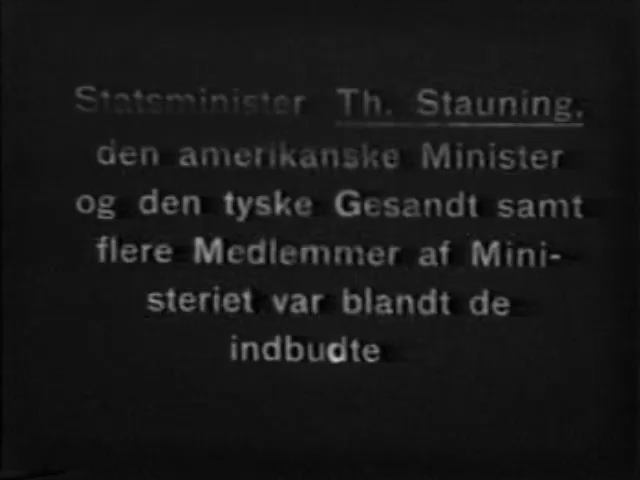 Statsminister Th. Stauning,
den amerikanske Minister
og den tyske Gesandt samt
flere Medlemmer af Mini-
steriet var blandt de
indbudte